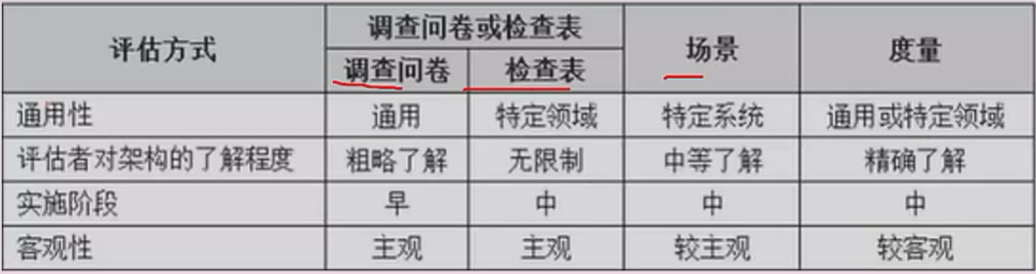 评估方式 调查问卷或检查表 场景 度量
调查问卷 检查表
通用性 通用 特定领域 特定系统 通用或特定领域
评估者对架构的了解程度 粗略了解 无限制 中等了解 精确了解
实施阶段 早 中 中 中
客观性 主观 主观 较主观 较客观